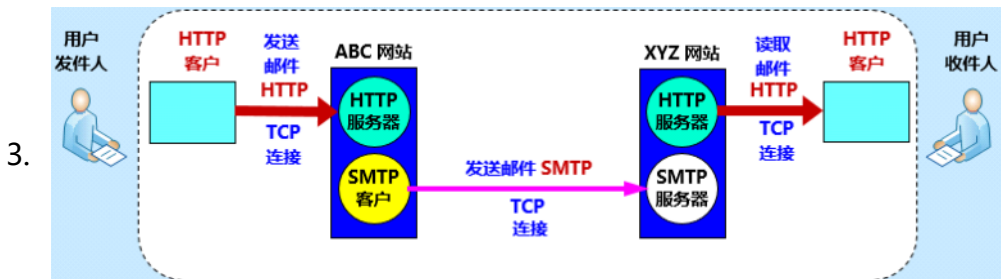 3.
用户
发件人
HTTP
客户
发送
邮件
HTTP
TCP
连接
ABC 网站
HTTP
服务器
SMTP
客户
发送邮件 SMTP
TCP
连接
XYZ 网站
HTTP
服务器
SMTP
服务器
读取
邮件
HTTP
TCP
连接
HTTP
客户
用户
收件人